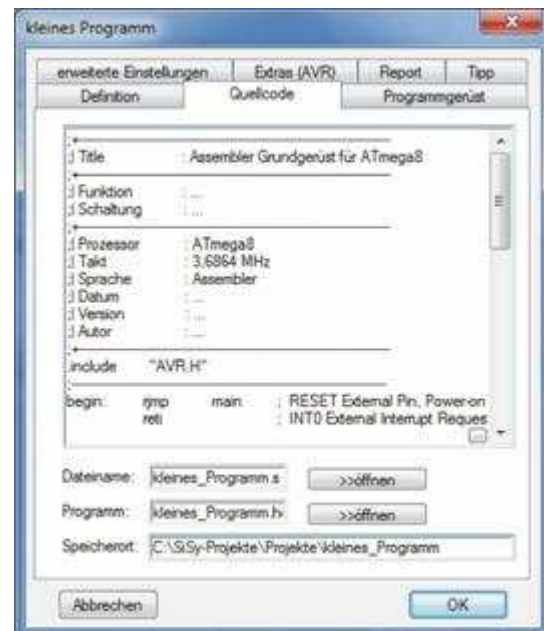 kleines Programm
erweiterte Einstellungen Extras (AVR) Report Tipp
Definition Quellcode Programmgerüst
;+
;| Title : Assembler Grundgerüst für ATmega8
;+
;| Funktion : ...
;| Schaltung : ...
;+
;| Prozessor : ATmega8
;| Takt : 3.6864 MHz
;| Sprache : Assembler
;| Datum : ...
;| Version : ...
;| Autor : ...
;+
.include "AVR.H"
;
begin: rjmp main ; RESET External Pin, Power-on
reti ; INT0 External Interrupt Reques
...
Dateiname: kleines_Programm.s >>öffnen
Programm: kleines_Programm.h >>öffnen
Speicherort: C:\SiSy-Projekte\Projekte\kleines_Programm
Abbrechen OK